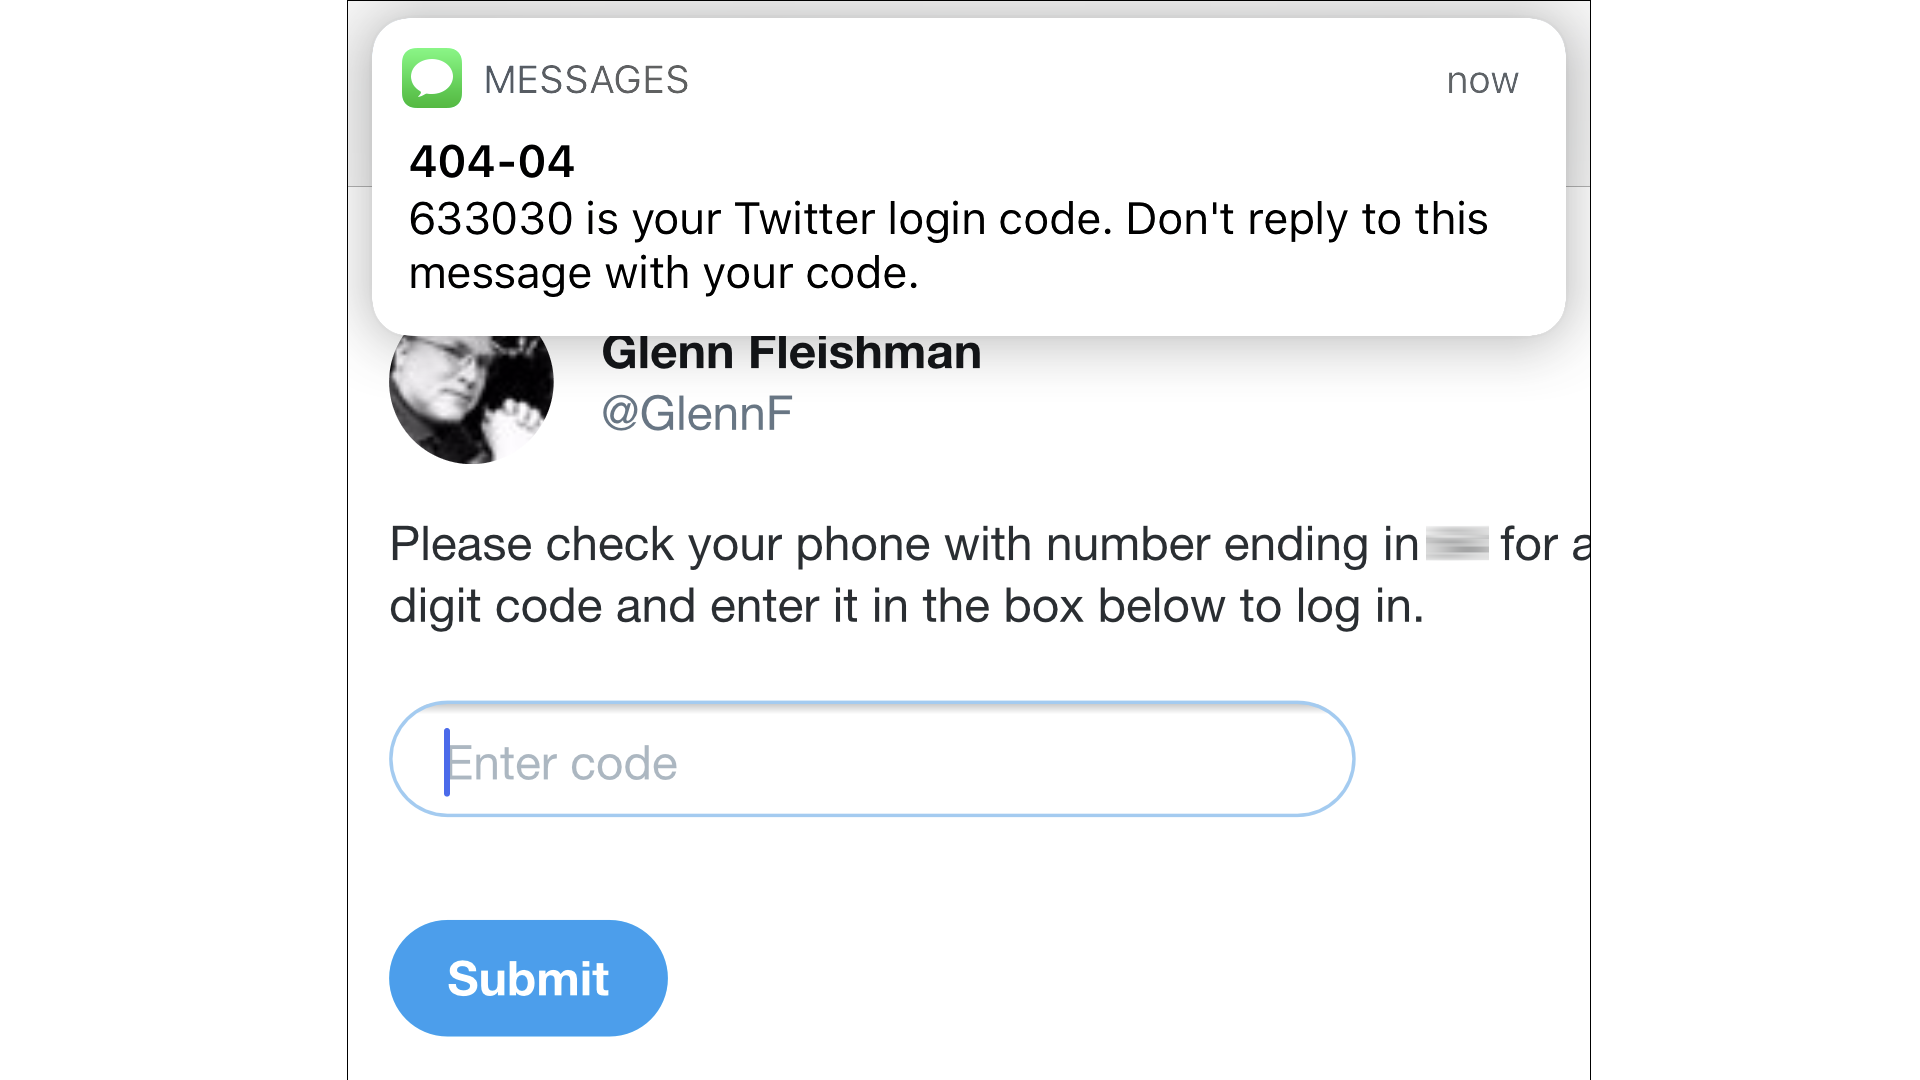 MESSAGES now
404-04
633030 is your Twitter login code. Don't reply to this
message with your code.
Glenn Fleishman
@GlennF
Please check your phone with number ending in for a
digit code and enter it in the box below to log in.
Enter code
Submit